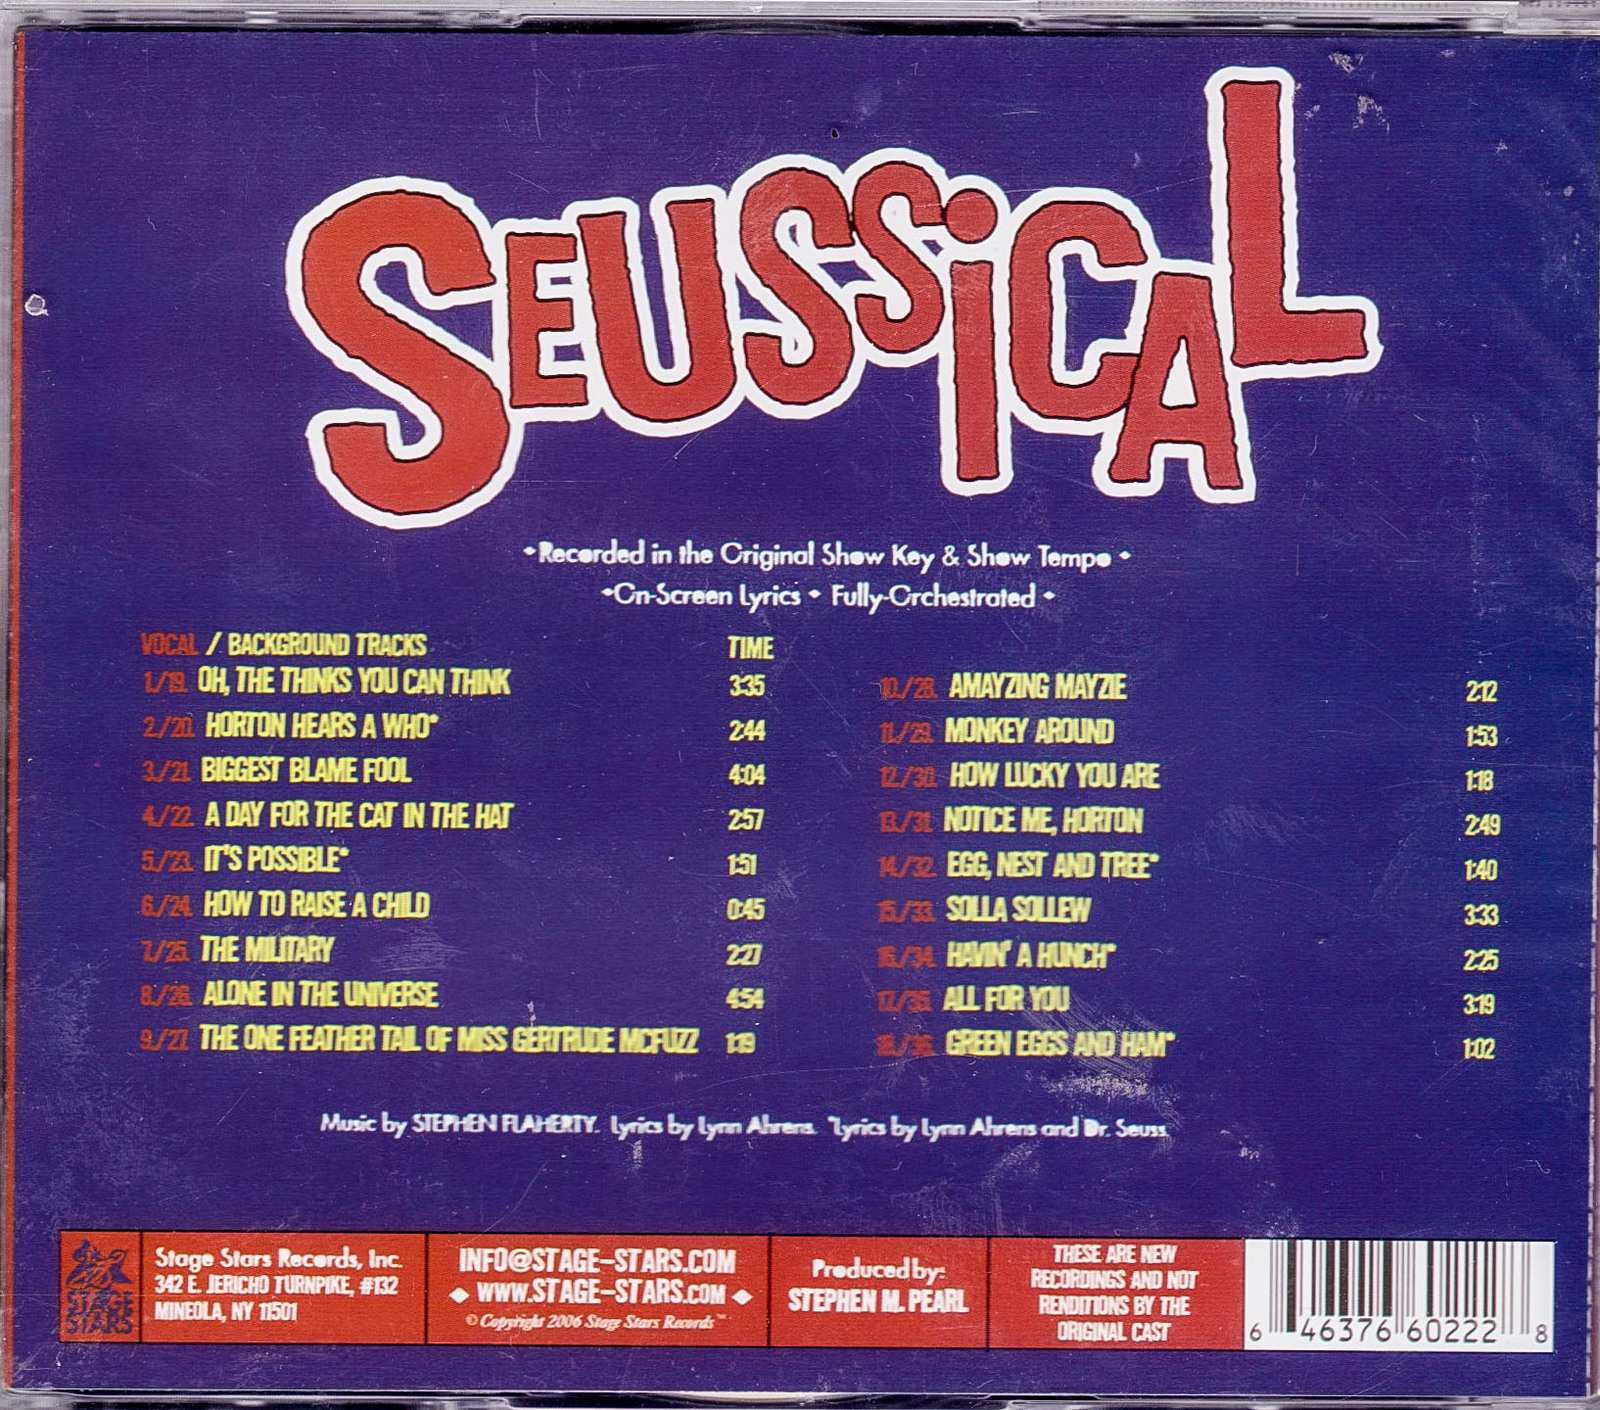 SEUSSICAL
•Recorded in the Original Show Key & Show Tempo •
•On-Screen Lyrics • Fully-Orchestrated •
VOCAL / BACKGROUND TRACKS TIME
1./19. OH, THE THINKS YOU CAN THINK 3:35
2./20. HORTON HEARS A WHO* 2:44
3./21. BIGGEST BLAME FOOL 4:04
4./22. A DAY FOR THE CAT IN THE HAT 2:57
5./23. IT'S POSSIBLE* 1:51
6./24. HOW TO RAISE A CHILD 0:45
7./25. THE MILITARY 2:27
8./26. ALONE IN THE UNIVERSE 4:54
9./27. THE ONE FEATHER TAIL OF MISS GERTRUDE MCFUZZ 1:19
10./28. AMAYZING MAYZIE 2:12
11./29. MONKEY AROUND 1:53
12./30. HOW LUCKY YOU ARE 1:18
13./31. NOTICE ME, HORTON 2:49
14./32. EGG, NEST AND TREE* 1:40
15./33. SOLLA SOLLEW 3:33
16./34. HAVIN' A HUNCH* 2:25
17./35. ALL FOR YOU 3:19
18./36. GREEN EGGS AND HAM* 1:02
Music by STEPHEN FLAHERTY. Lyrics by Lynn Ahrens. *Lyrics by Lynn Ahrens and Dr. Seuss
STAGE
STARS
Stage Stars Records, Inc.
342 E. JERICHO TURNPIKE, #132
MINEOLA, NY 11501
INFO@STAGE-STARS.COM
◆ WWW.STAGE-STARS.COM ◆
© Copyright 2006 Stage Stars Records™
Produced by:
STEPHEN M. PEARL
THESE ARE NEW
RECORDINGS AND NOT
RENDITIONS BY THE
ORIGINAL CAST
6 46376 60222 8